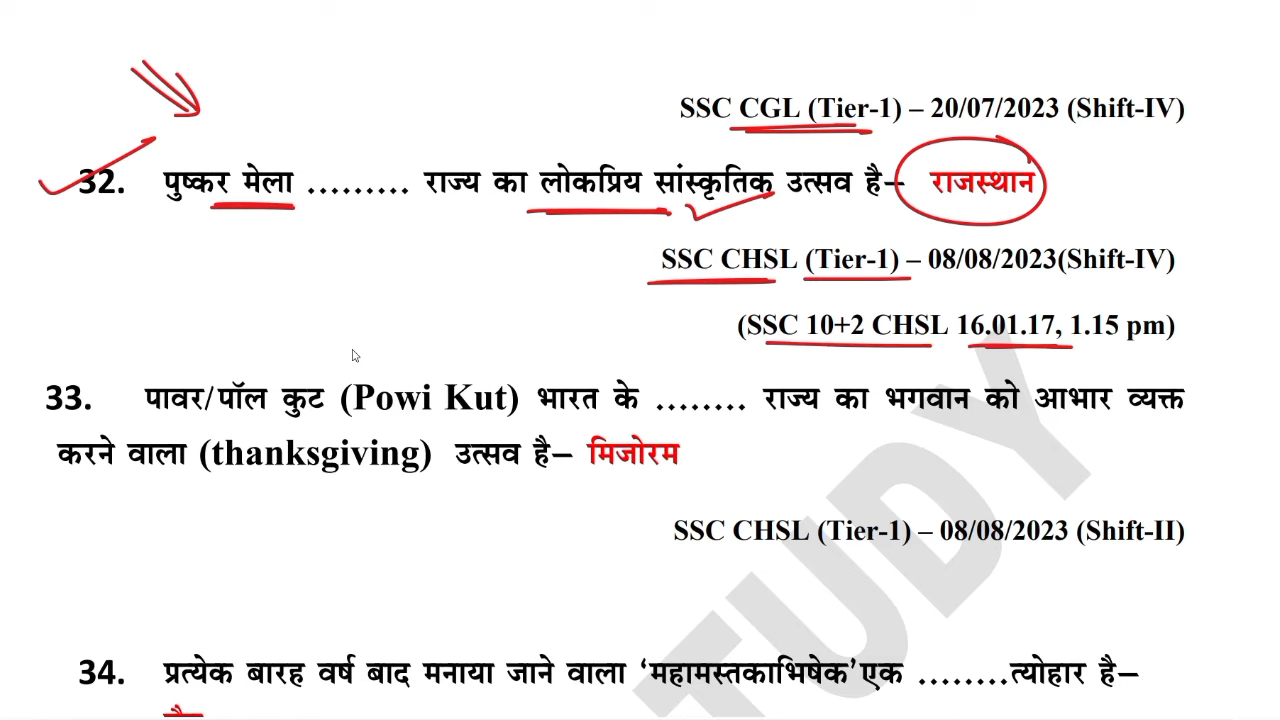 SSC CGL (Tier-1) – 20/07/2023 (Shift-IV)
32. पुष्कर मेला ......... राज्य का लोकप्रिय सांस्कृतिक उत्सव है– राजस्थान
SSC CHSL (Tier-1) – 08/08/2023(Shift-IV)
(SSC 10+2 CHSL 16.01.17, 1.15 pm)
33. पावर/पॉल कुट (Powi Kut) भारत के ........ राज्य का भगवान को आभार व्यक्त
करने वाला (thanksgiving) उत्सव है– मिजोरम
SSC CHSL (Tier-1) – 08/08/2023 (Shift-II)
34. प्रत्येक बारह वर्ष बाद मनाया जाने वाला ‘महामस्तकाभिषेक’एक ........त्योहार है–
TUDY